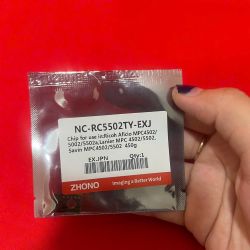 NC-RC5502TY-EXJ
Chip for use in:Ricoh Aficio MPC4502/
5002/5502a,Lanier MPC 4502/5502,
Savin MPC4502/5502 450g
EX.JPN Qty:1
ZHONO Imaging a Better World